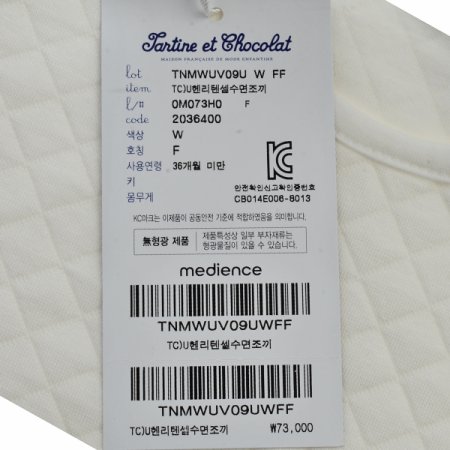 Tartine et Chocolat
MAISON FRANÇAISE DE MODE ENFANTINE
lot TNMWUV09U W FF
item TC)U헨리텐셀수면조끼
l/# 0M073H0 F
code 2036400
색상 W
호칭 F
사용연령 36개월 미만
키
몸무게
안전확인신고확인증번호
CB014E006-8013
KC마크는 이제품이 공통안전 기준에 적합하였음을 의미합니다.
無形光 제품 제품특성상 일부 부자재류는
형광물질이 있을 수 있습니다.
medience
TNMWUV09UWFF
TC)U헨리텐셀수면조끼
TNMWUV09UWFF
TC)U헨리텐셀수면조끼 ₩73,000